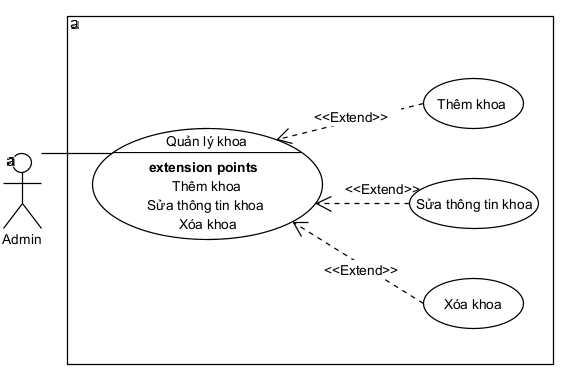 a
Thêm khoa
<<Extend>>
Quản lý khoa
a
extension points
Thêm khoa
Sửa thông tin khoa
Xóa khoa
<<Extend>>
Sửa thông tin khoa
Admin
<<Extend>>
Xóa khoa